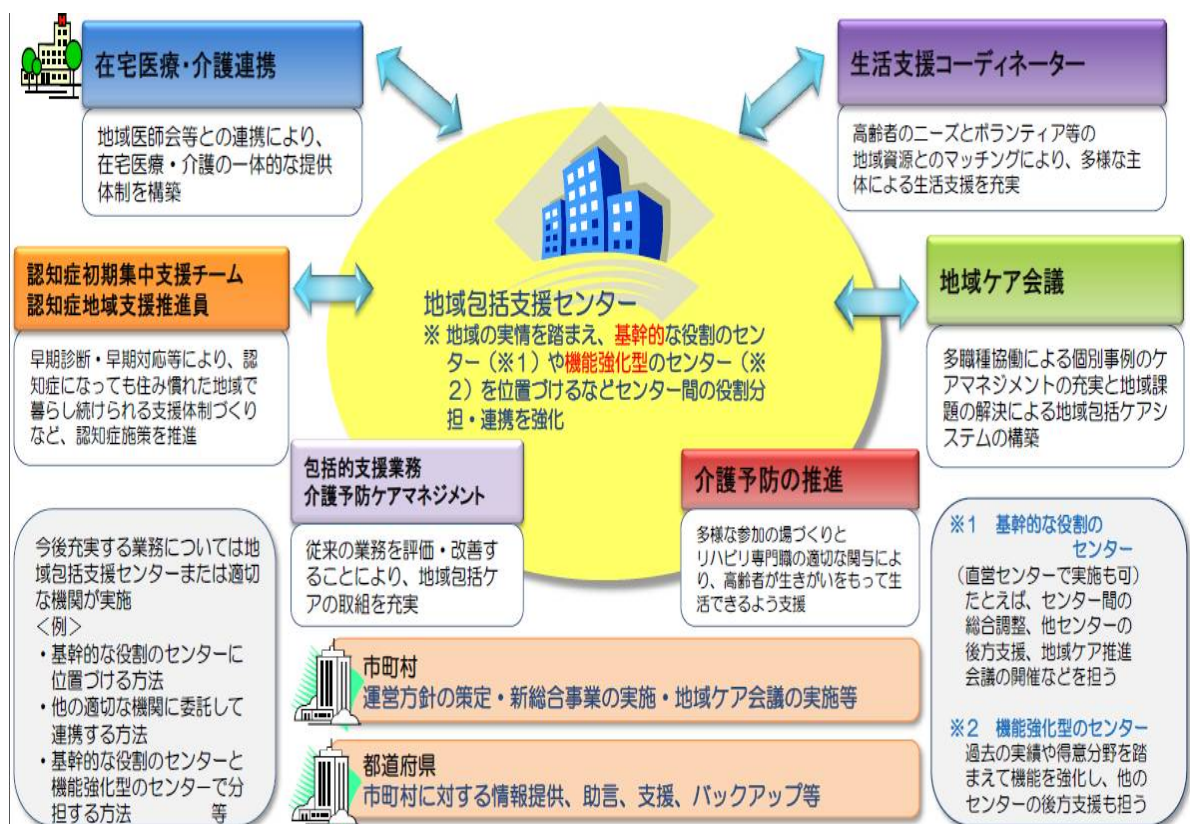 在宅医療・介護連携
地域医師会等との連携により、
在宅医療・介護の一体的な提供
体制を構築
生活支援コーディネーター
高齢者のニーズとボランティア等の
地域資源とのマッチングにより、多様な主
体による生活支援を充実
認知症初期集中支援チーム
認知症地域支援推進員
早期診断・早期対応等により、認
知症になっても住み慣れた地域で
暮らし続けられる支援体制づくり
など、認知症施策を推進
地域包括支援センター
※ 地域の実情を踏まえ、基幹的な役割のセン
ター（※１）や機能強化型のセンター（※
２）を位置づけるなどセンター間の役割分
担・連携を強化
地域ケア会議
多職種協働による個別事例のケ
アマネジメントの充実と地域課
題の解決による地域包括ケアシ
ステムの構築
包括的支援業務
介護予防ケアマネジメント
従来の業務を評価・改善す
ることにより、地域包括ケ
アの取組を充実
介護予防の推進
多様な参加の場づくりと
リハビリ専門職の適切な関与によ
り、高齢者が生きがいをもって生
活できるよう支援
今後充実する業務については地
域包括支援センターまたは適切
な機関が実施
＜例＞
・基幹的な役割のセンターに
位置づける方法
・他の適切な機関に委託して
連携する方法
・基幹的な役割のセンターと
機能強化型のセンターで分
担する方法　　　等
市町村
運営方針の策定・新総合事業の実施・地域ケア会議の実施等
都道府県
市町村に対する情報提供、助言、支援、バックアップ等
※１　基幹的な役割の
センター
（直営センターで実施も可）
たとえば、センター間の
総合調整、他センターの
後方支援、地域ケア推進
会議の開催などを担う
※２　機能強化型のセンター
過去の実績や得意分野を踏
まえて機能を強化し、他の
センターの後方支援も担う